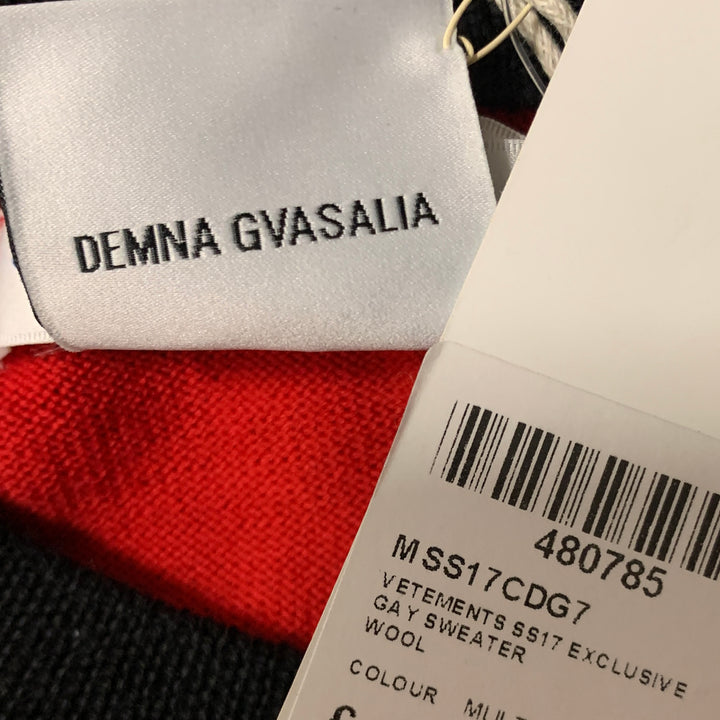 DEMNA GVASALIA
480785
MSS17CDG7
VETEMENTS SS17 EXCLUSIVE
GAY SWEATER
WOOL
COLOUR